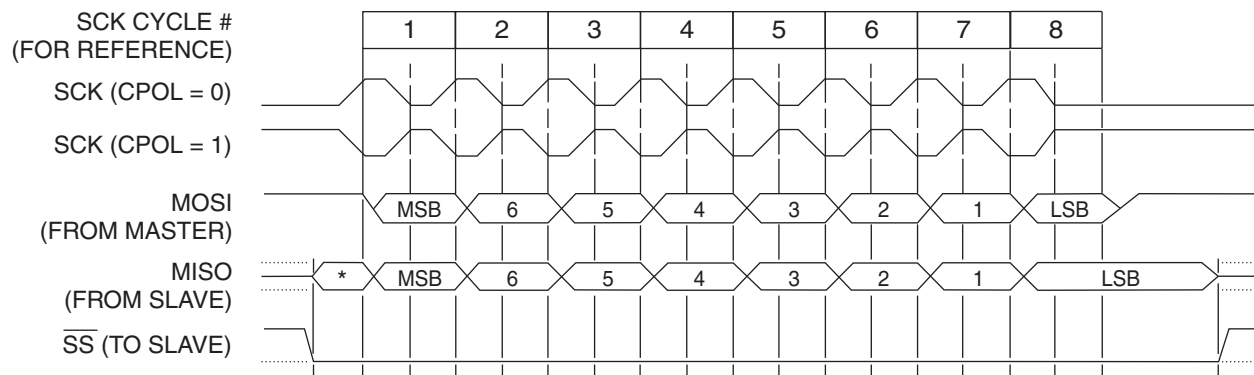 SCK CYCLE #
(FOR REFERENCE)
1 2 3 4 5 6 7 8
SCK (CPOL = 0)
SCK (CPOL = 1)
MOSI
(FROM MASTER)
MSB 6 5 4 3 2 1 LSB
MISO
(FROM SLAVE)
* MSB 6 5 4 3 2 1 LSB
SS (TO SLAVE)